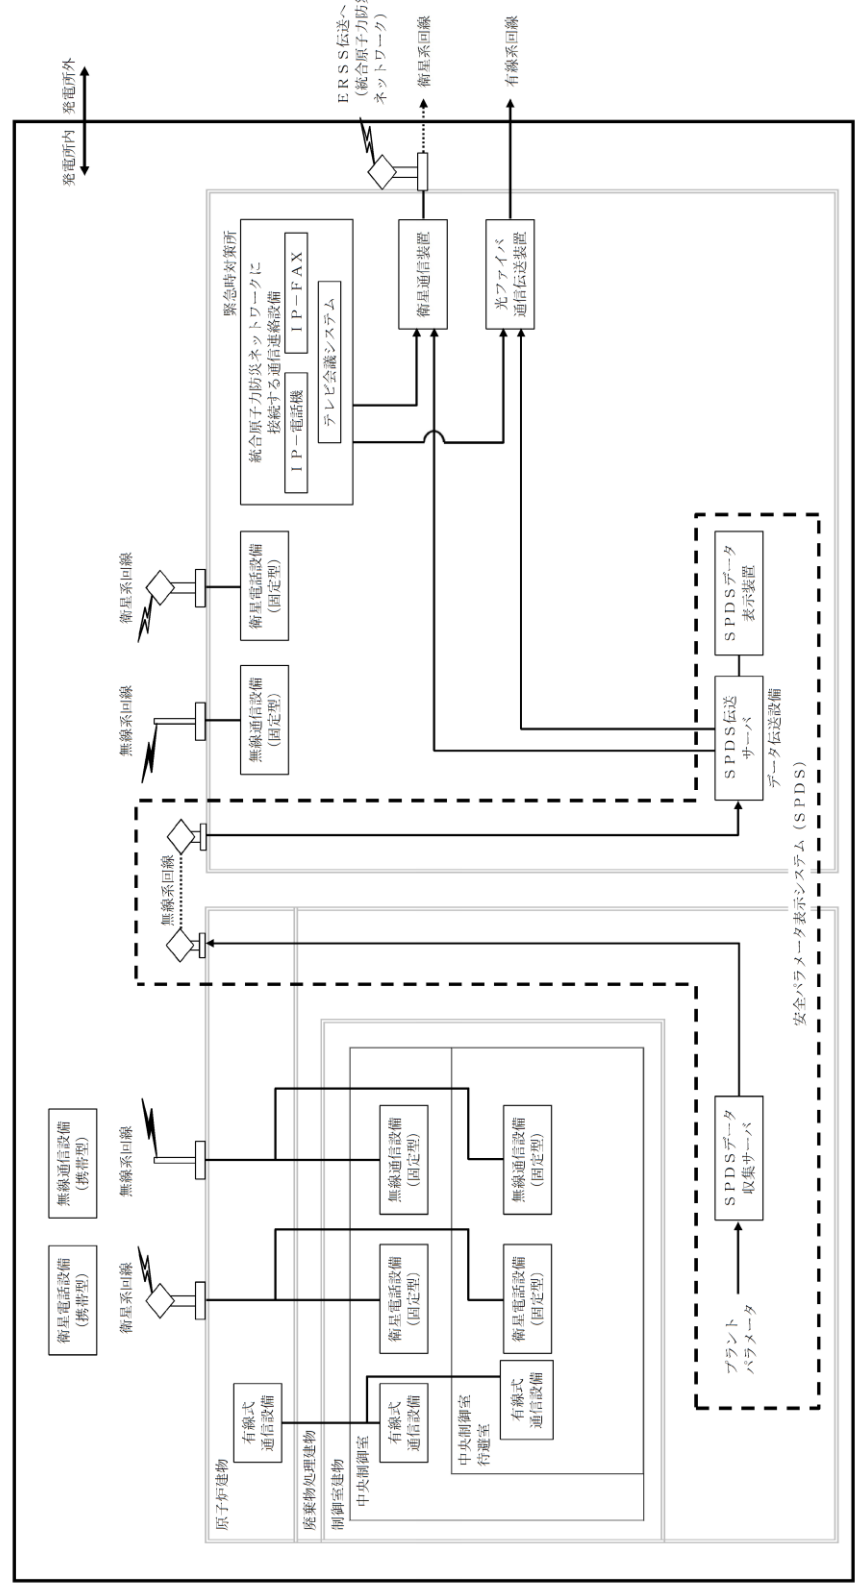 発電所内
発電所外
ERSS伝送へ
(統合原子力防災
ネットワーク)
衛星系回線
有線系回線
緊急時対策所
統合原子力防災ネットワークに
接続する通信連絡設備
IP-電話機
IP-FAX
テレビ会議システム
衛星通信装置
光ファイバ
通信伝送装置
衛星系回線
衛星電話設備
(固定型)
無線系回線
無線通信設備
(固定型)
SPDSデータ
表示装置
SPDS伝送
サーバ
データ伝送設備
無線系回線
安全パラメータ表示システム(SPDS)
無線通信設備
(携帯型)
無線系回線
衛星電話設備
(携帯型)
衛星系回線
無線通信設備
(固定型)
無線通信設備
(固定型)
衛星電話設備
(固定型)
衛星電話設備
(固定型)
有線式
通信設備
有線式
通信設備
有線式
通信設備
原子炉建物
廃棄物処理建物
制御室建物
中央制御室
中央制御室
待避室
SPDSデータ
収集サーバ
プラント
パラメータ